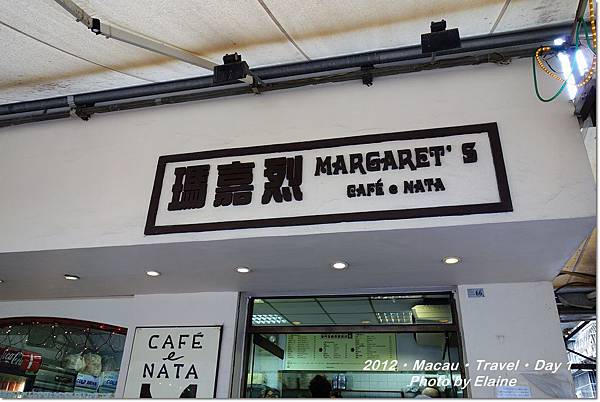 瑪嘉烈 MARGARET'S
CAFÉ e NATA
CAFÉ
e
NATA
2012‧Macau‧Travel‧Day 1
Photo by Elaine